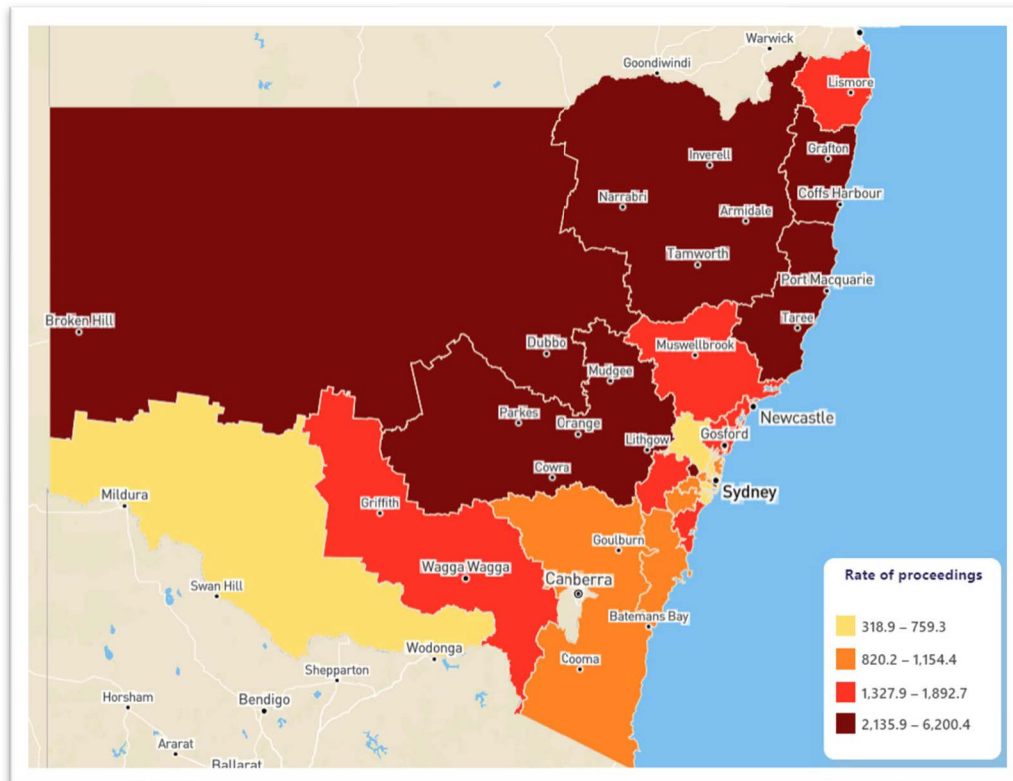 Warwick
Goondiwindi
Lismore
Inverell
Grafton
Narrabri
Coffs Harbour
Armidale
Tamworth
Port Macquarie
Broken Hill
Taree
Dubbo
Muswellbrook
Mudgee
Parkes
Newcastle
Orange
Gosford
Lithgow
Cowra
Sydney
Mildura
Griffith
Goulburn
Wagga Wagga
Canberra
Swan Hill
Batemans Bay
Wodonga
Cooma
Shepparton
Horsham
Bendigo
Ararat
Ballarat
Rate of proceedings
318.9 – 759.3
820.2 – 1,154.4
1,327.9 – 1,892.7
2,135.9 – 6,200.4